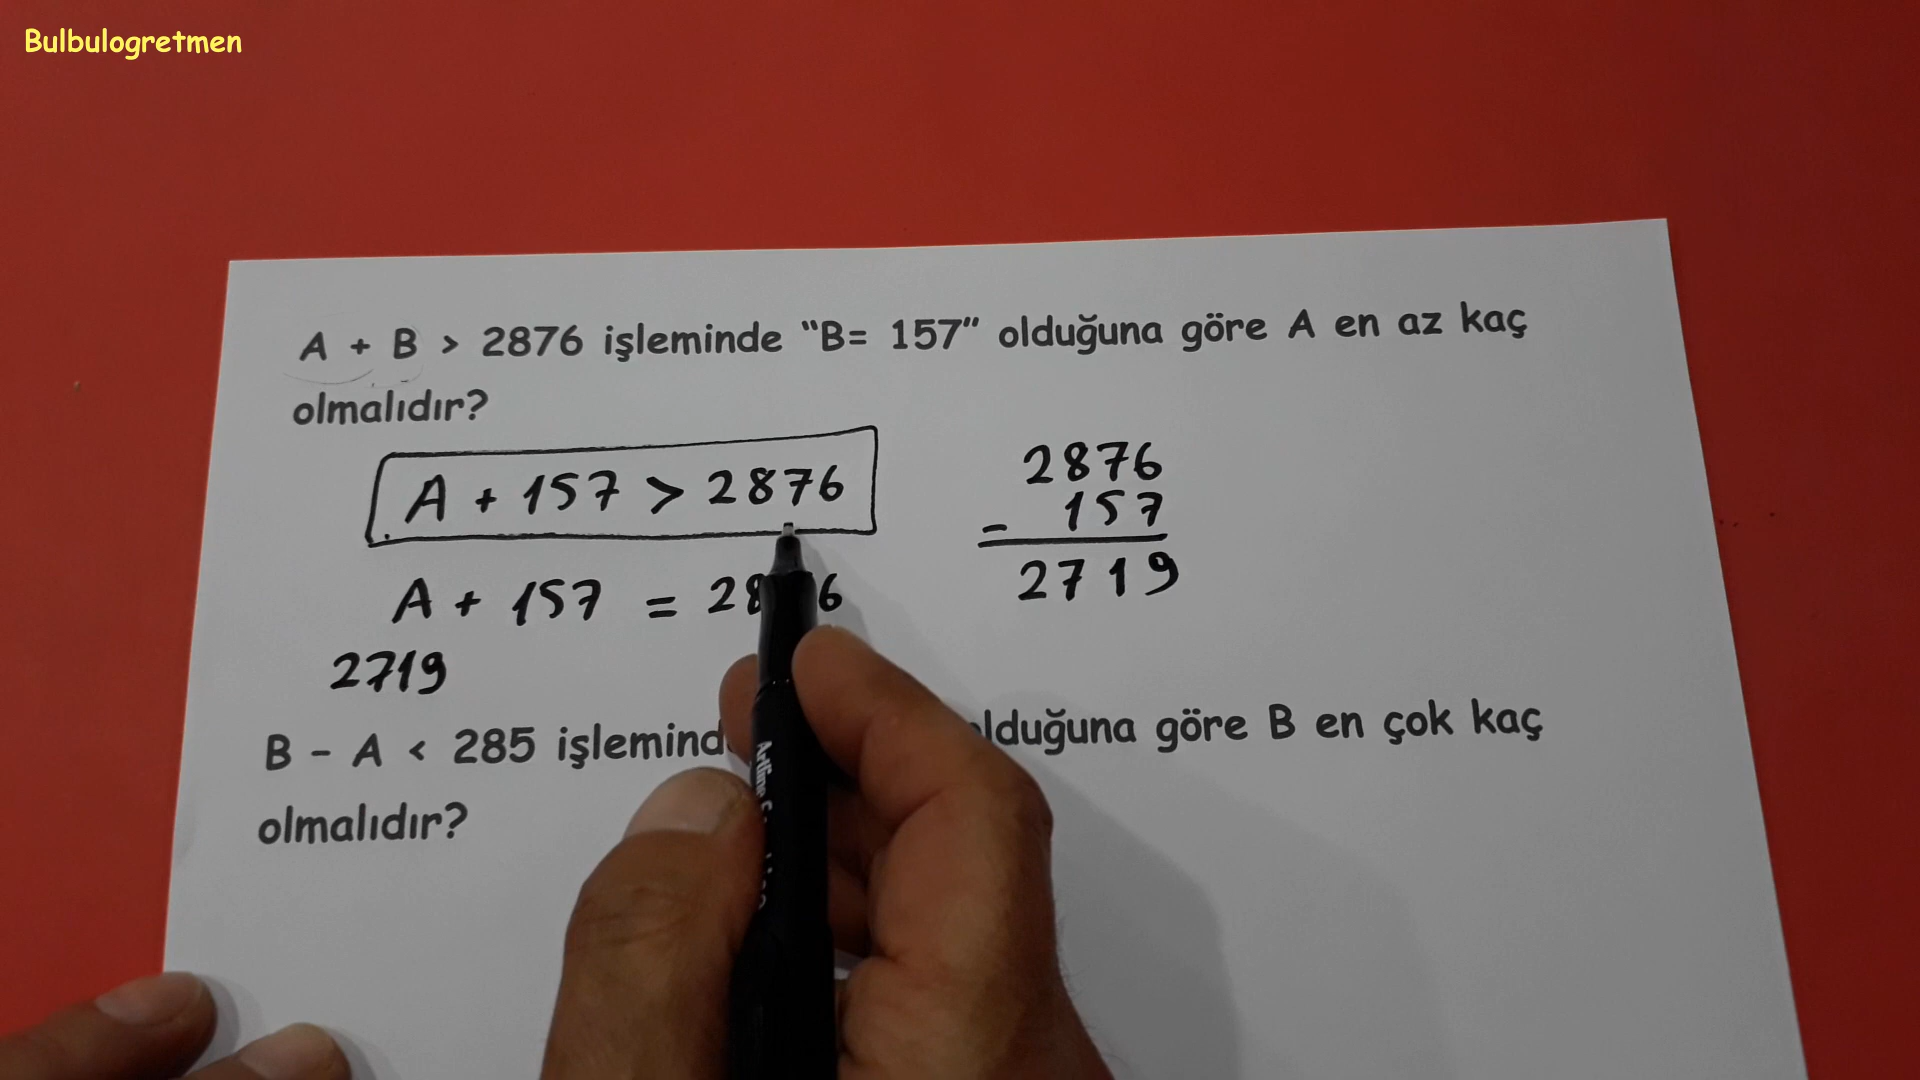 Bulbulogretmen
A + B > 2876 işleminde “B= 157” olduğuna göre A en az kaç
olmalıdır?
A + 157 > 2876
A + 157 = 28 6
2719
2876
- 157
2719
B - A < 285 olduğuna göre B en çok kaç
olmalıdır?
Artline